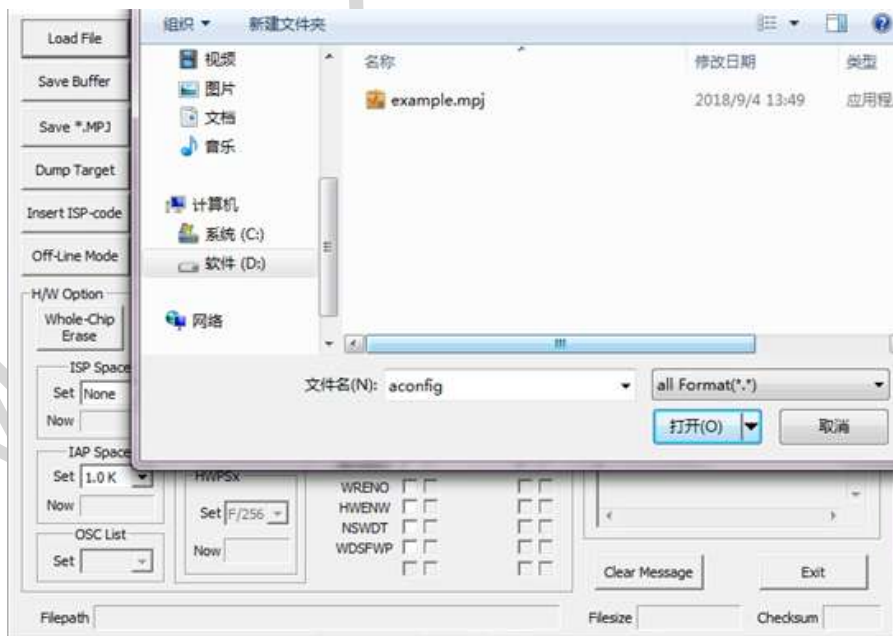 Load File
Save Buffer
Save *.MPJ
Dump Target
Insert ISP-code
Off-Line Mode
H/W Option
Whole-Chip
Erase
ISP Space
Set None
Now
IAP Space
Set 1.0 K
Now
OSC List
Set
组织 新建文件夹
视频
图片
文档
音乐
计算机
系统 (C:)
软件 (D:)
网络
名称 修改日期 类型
example.mpj 2018/9/4 13:49 应用程
文件名(N): aconfig all Format(*.*)
打开(O) 取消
HWPSx
Set F/256
Now
WRENO
HWENW
NSWDT
WDSFWP
Clear Message Exit
Filepath Filesize Checksum